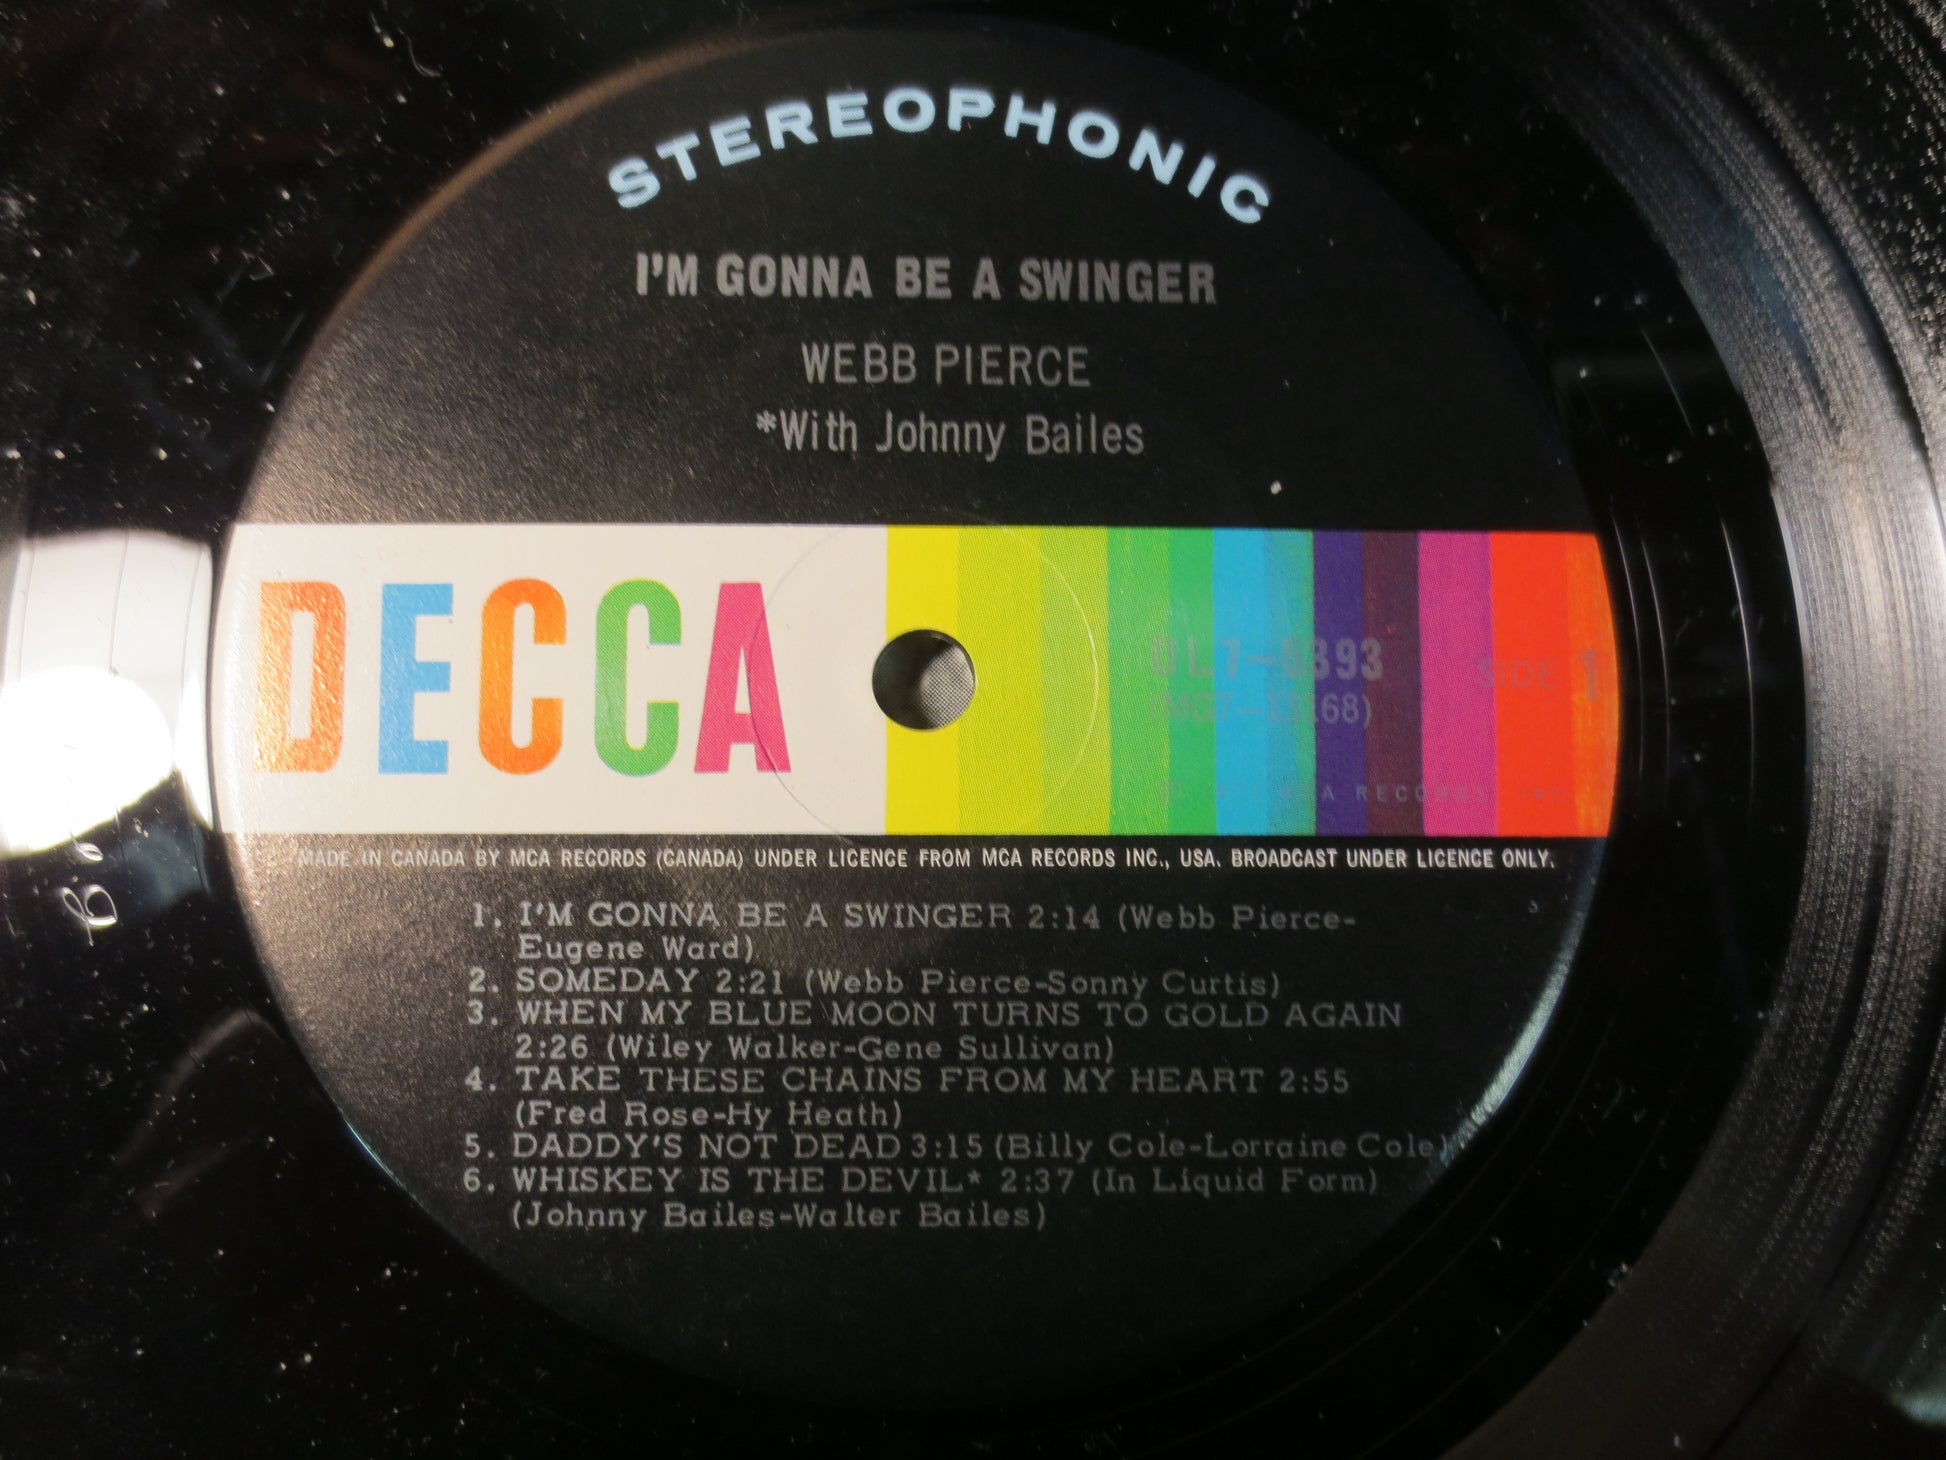 STEREOPHONIC
I'M GONNA BE A SWINGER
WEBB PIERCE
*With Johnny Bailes
DECCA
SIDE 1
RECORDS
MADE IN CANADA BY MCA RECORDS (CANADA) UNDER LICENCE FROM MCA RECORDS INC., USA. BROADCAST UNDER LICENCE ONLY.
1. I'M GONNA BE A SWINGER 2:14 (Webb Pierce-
Eugene Ward)
2. SOMEDAY 2:21 (Webb Pierce-Sonny Curtis)
3. WHEN MY BLUE MOON TURNS TO GOLD AGAIN
2:26 (Wiley Walker-Gene Sullivan)
4. TAKE THESE CHAINS FROM MY HEART 2:55
(Fred Rose-Hy Heath)
5. DADDY'S NOT DEAD 3:15 (Billy Cole-Lorraine Cole)
6. WHISKEY IS THE DEVIL* 2:37 (In Liquid Form)
(Johnny Bailes-Walter Bailes)